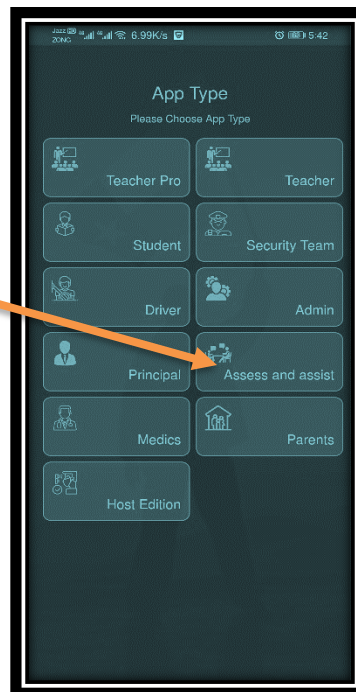 Jazz
ZONG 6.99K/s 5:42
App Type
Please Choose App Type
Teacher Pro
Teacher
Student
Security Team
Driver
Admin
Principal
Assess and assist
Medics
Parents
Host Edition